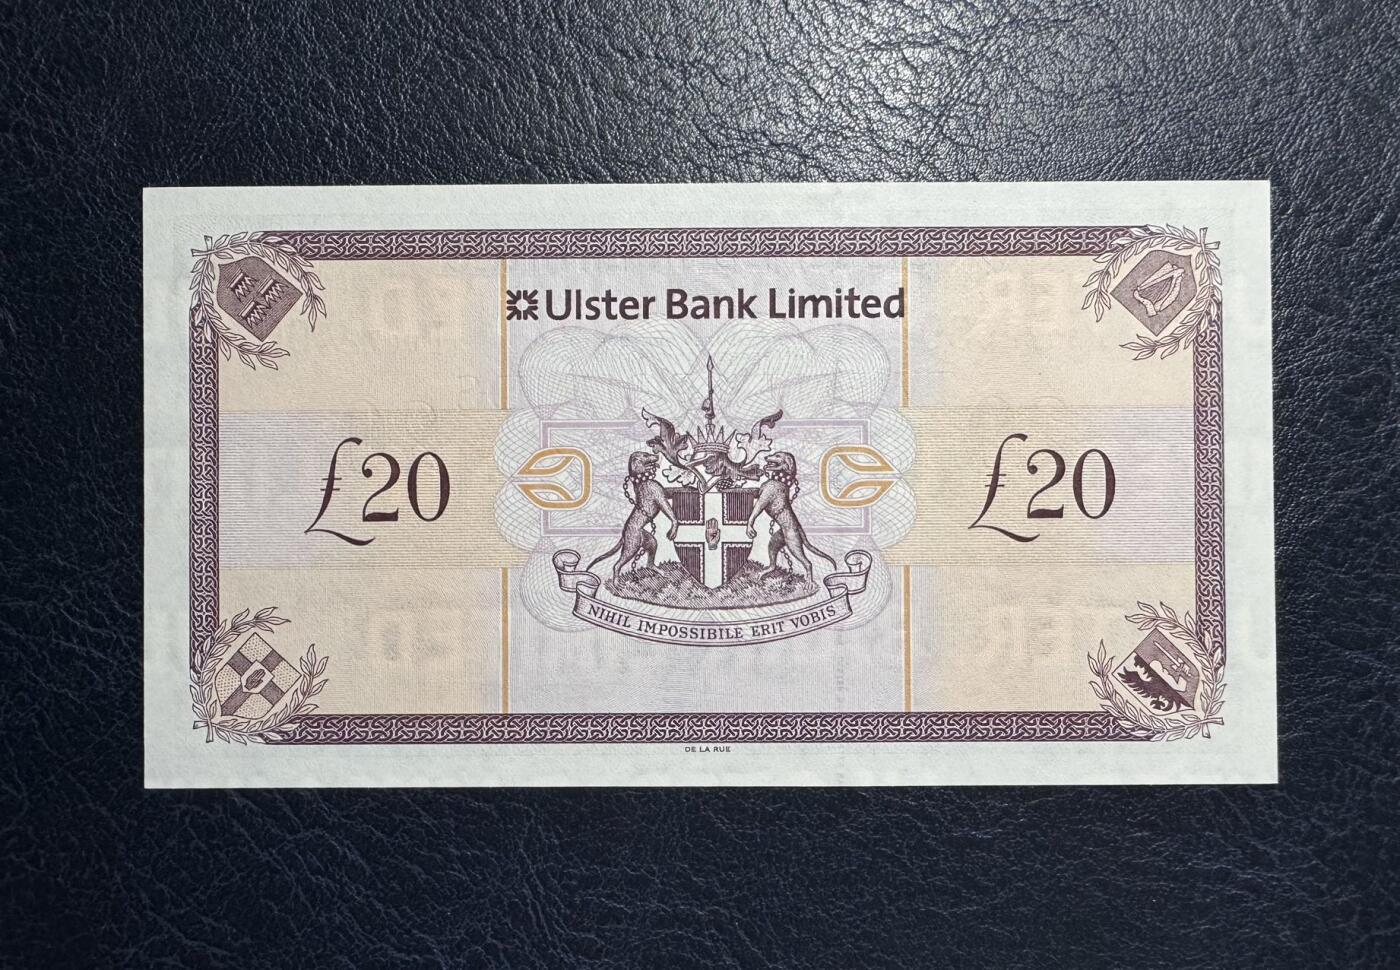 Ulster Bank Limited
£20
£20
NIHIL IMPOSSIBILE ERIT VOBIS
DE LA RUE